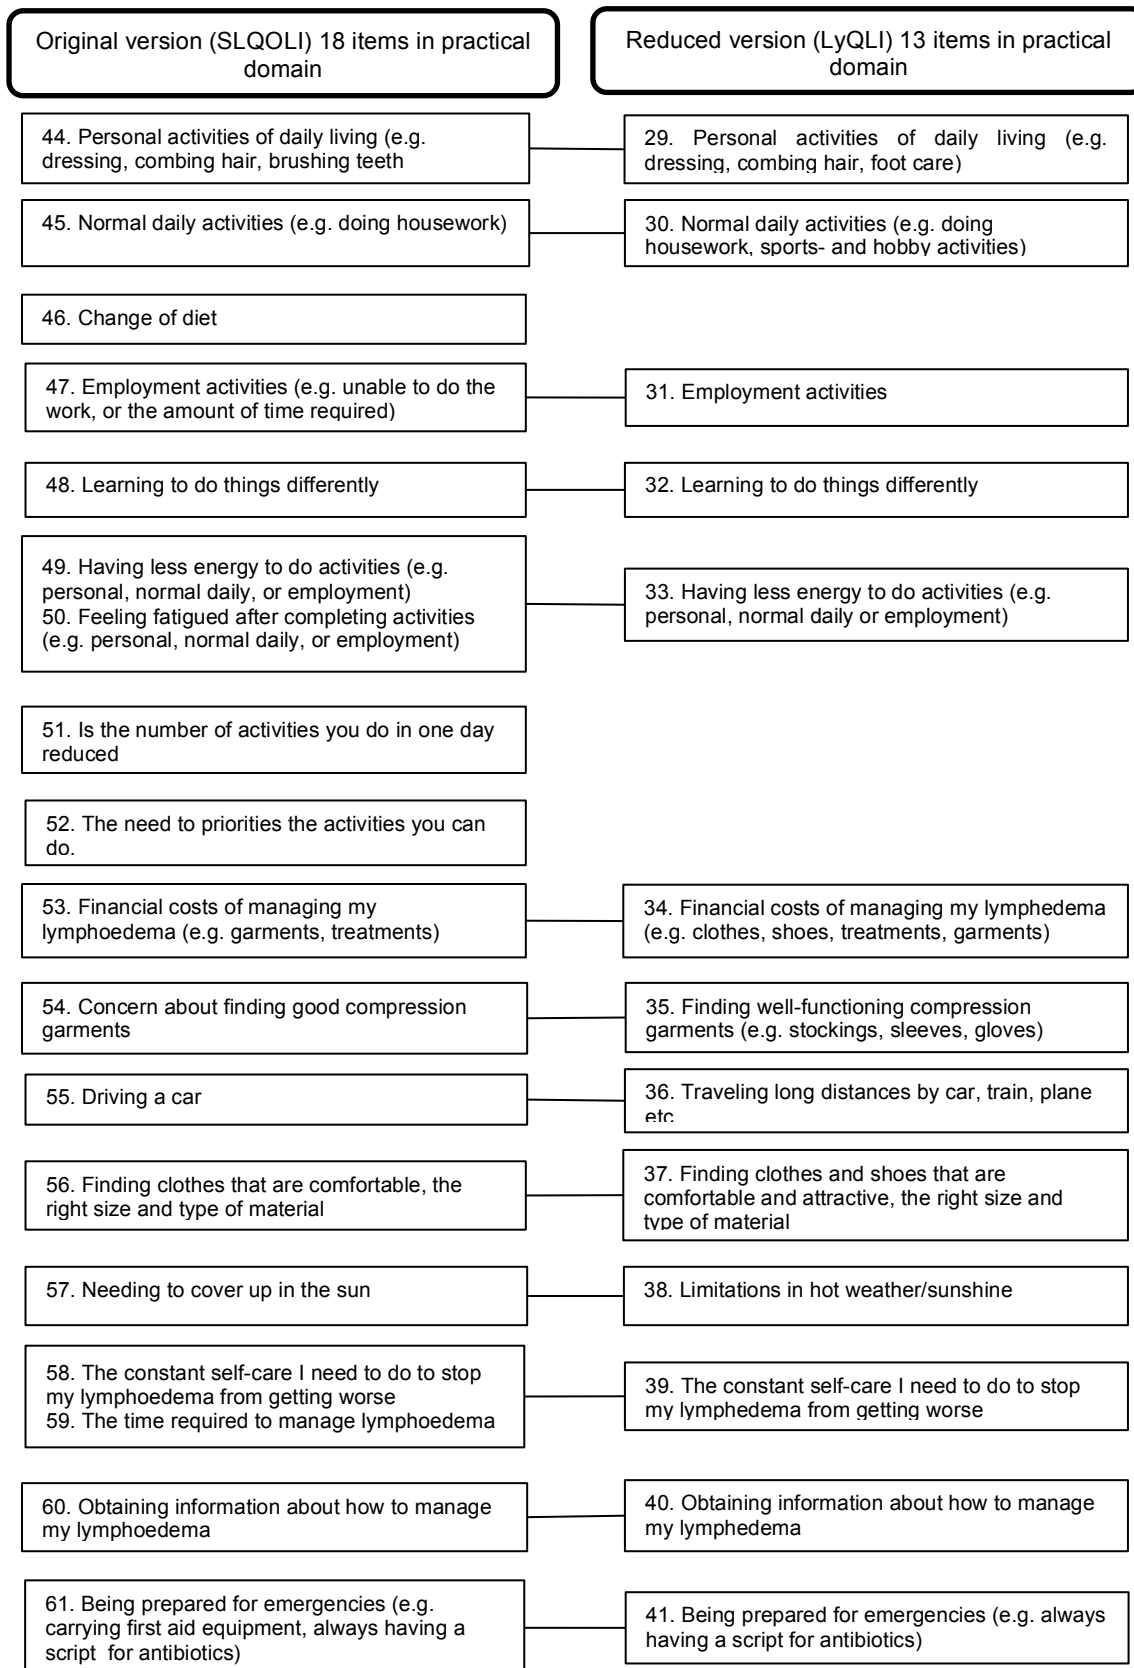 Original version (SLQOLI) 18 items in practical
domain
Reduced version (LyQLI) 13 items in practical
domain
44. Personal activities of daily living (e.g.
dressing, combing hair, brushing teeth
29. Personal activities of daily living (e.g.
dressing, combing hair, foot care)
45. Normal daily activities (e.g. doing housework)
30. Normal daily activities (e.g. doing
housework, sports- and hobby activities)
46. Change of diet
47. Employment activities (e.g. unable to do the
work, or the amount of time required)
31. Employment activities
48. Learning to do things differently
32. Learning to do things differently
49. Having less energy to do activities (e.g.
personal, normal daily, or employment)
50. Feeling fatigued after completing activities
(e.g. personal, normal daily, or employment)
33. Having less energy to do activities (e.g.
personal, normal daily or employment)
51. Is the number of activities you do in one day
reduced
52. The need to priorities the activities you can
do.
53. Financial costs of managing my
lymphoedema (e.g. garments, treatments)
34. Financial costs of managing my lymphedema
(e.g. clothes, shoes, treatments, garments)
54. Concern about finding good compression
garments
35. Finding well-functioning compression
garments (e.g. stockings, sleeves, gloves)
55. Driving a car
36. Traveling long distances by car, train, plane
etc
56. Finding clothes that are comfortable, the
right size and type of material
37. Finding clothes and shoes that are
comfortable and attractive, the right size and
type of material
57. Needing to cover up in the sun
38. Limitations in hot weather/sunshine
58. The constant self-care I need to do to stop
my lymphoedema from getting worse
59. The time required to manage lymphoedema
39. The constant self-care I need to do to stop
my lymphedema from getting worse
60. Obtaining information about how to manage
my lymphoedema
40. Obtaining information about how to manage
my lymphedema
61. Being prepared for emergencies (e.g.
carrying first aid equipment, always having a
script for antibiotics)
41. Being prepared for emergencies (e.g. always
having a script for antibiotics)